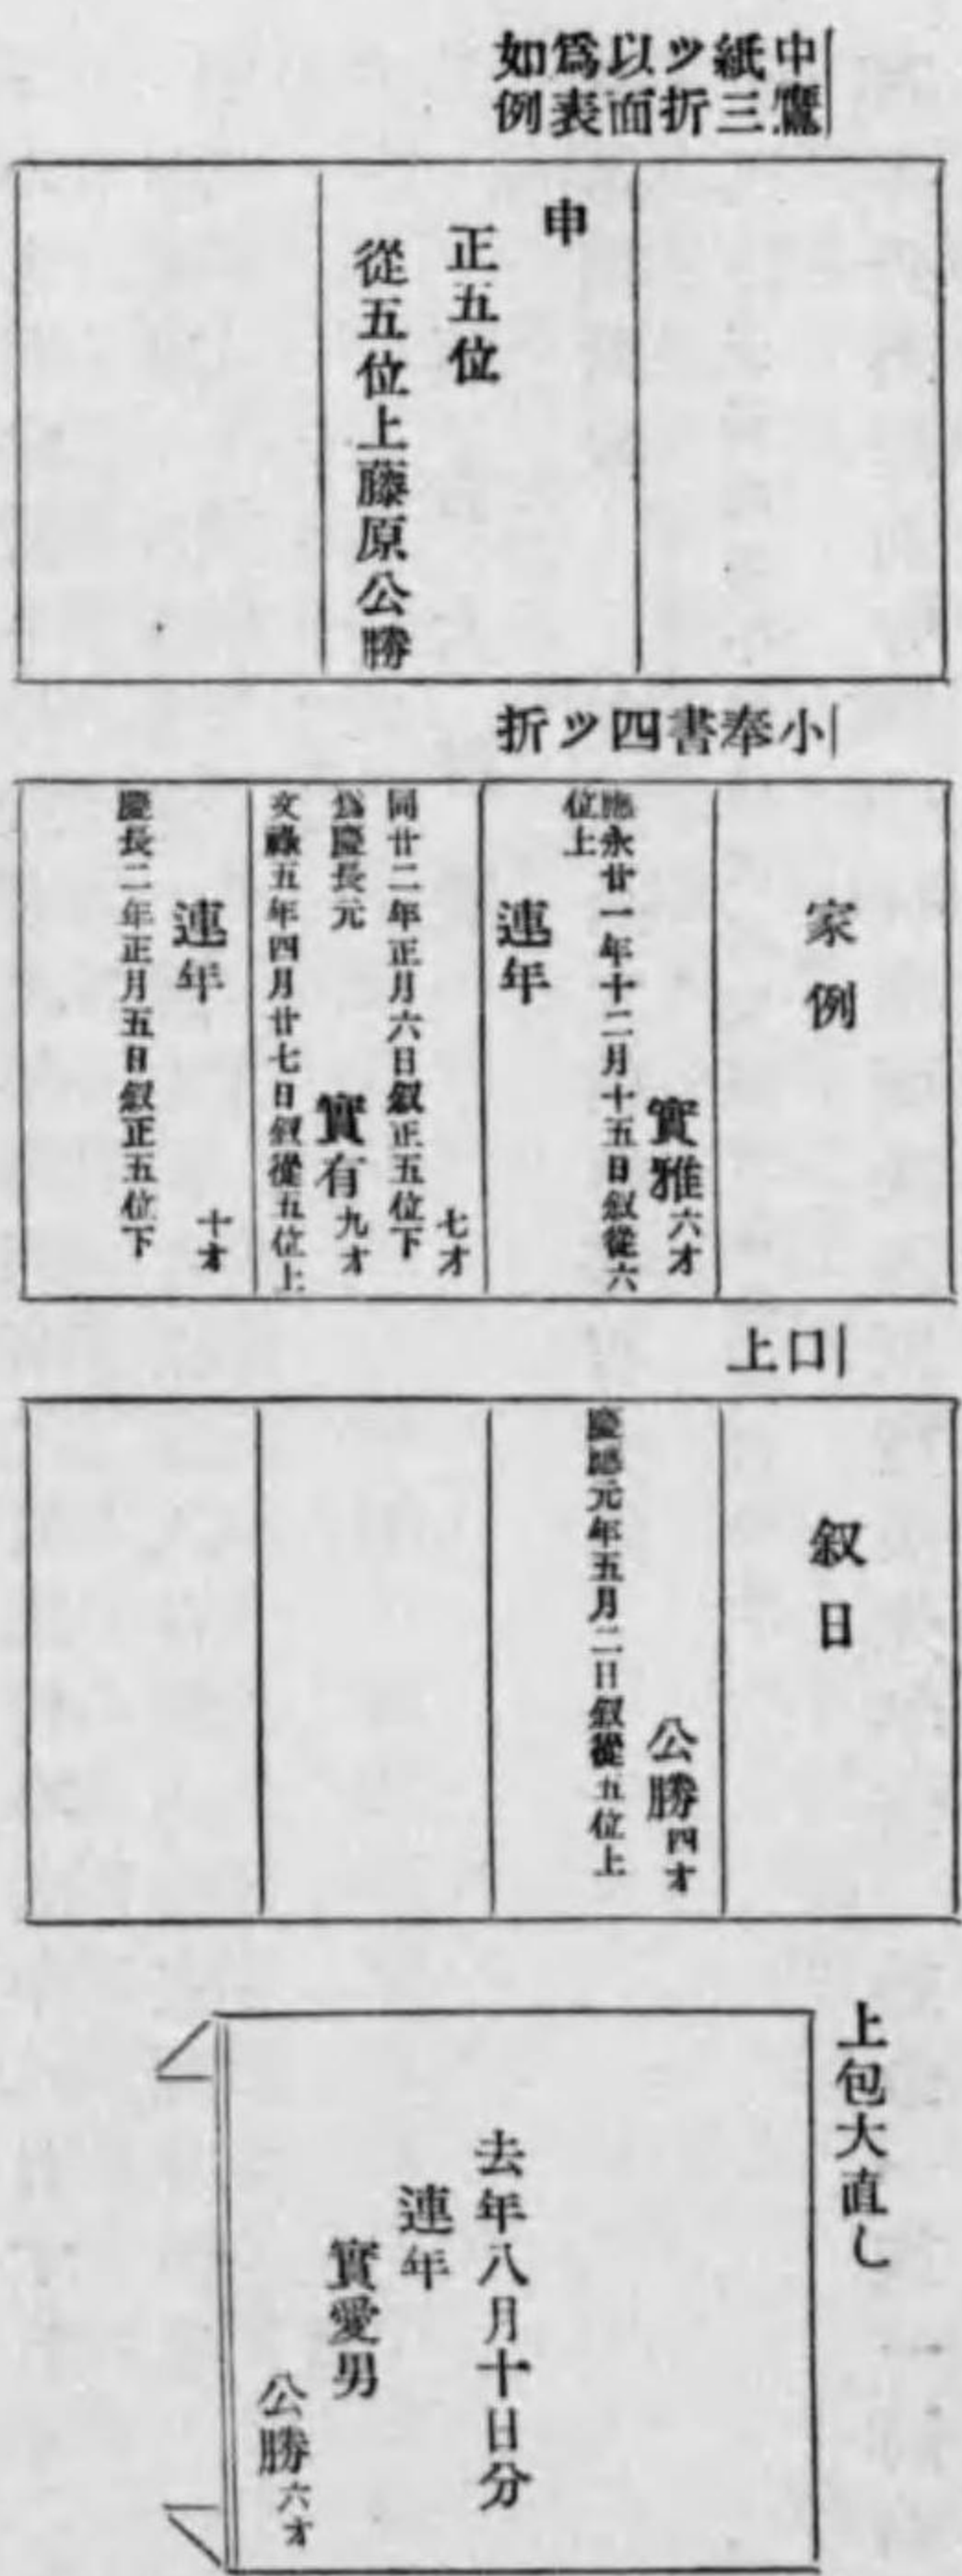 中鷹
紙三
ツ折
以面
爲表
如例
申
正五位
從五位上藤原公勝
小奉書四ツ折
家例
實雅六才
應永廿一年十二月十五日叙從六
位上
連年
七才
同廿二年正月六日叙正五位下
實有九才
爲慶長元
文祿五年四月廿七日叙從五位上
連年
十才
慶長二年正月五日叙正五位下
口上
叙日
公勝四才
慶應元年五月二日叙從五位上
上包大直し
去年八月十日分
連年
實愛男
公勝六才